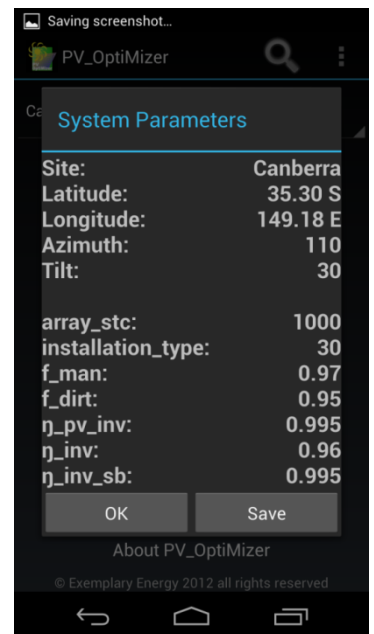 Saving screenshot...
PV_OptiMizer
Ca
System Parameters
Site: Canberra
Latitude: 35.30 S
Longitude: 149.18 E
Azimuth: 110
Tilt: 30
array_stc: 1000
installation_type: 30
f_man: 0.97
f_dirt: 0.95
η_pv_inv: 0.995
η_inv: 0.96
η_inv_sb: 0.995
OK Save
About PV_OptiMizer
© Exemplary Energy 2012 all rights reserved